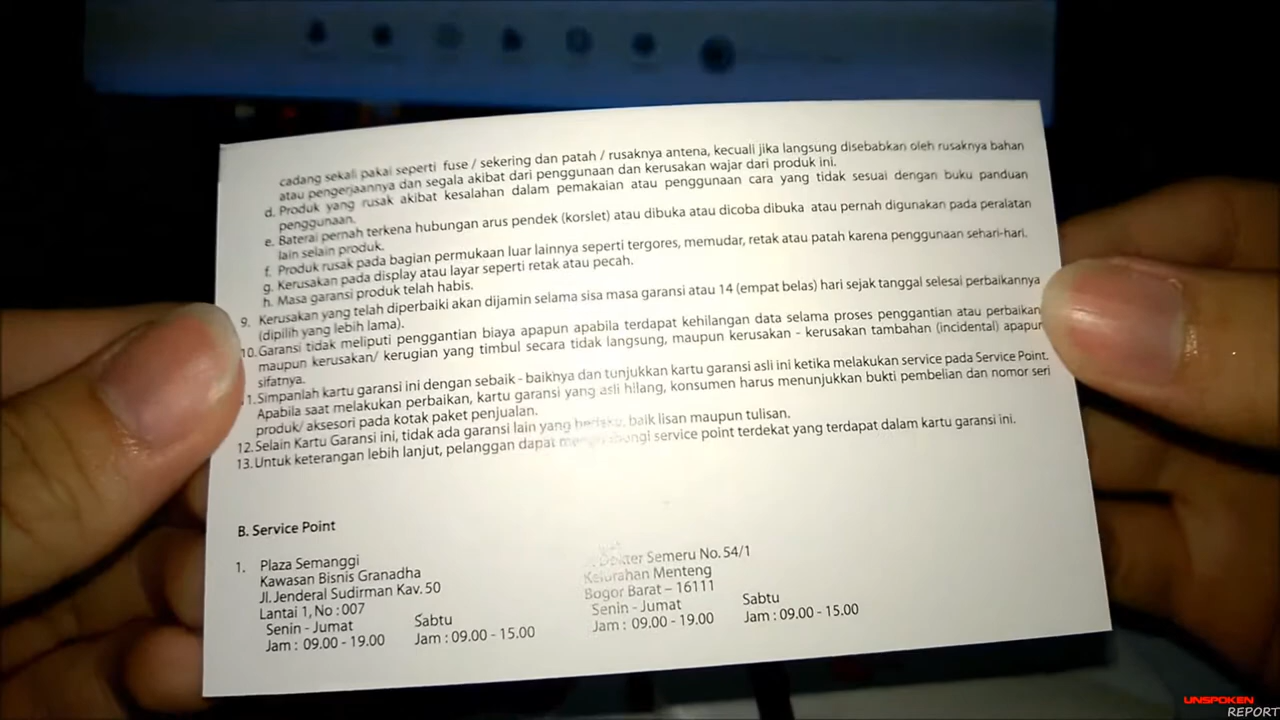 cadang sekali pakai seperti fuse / sekering dan patah / rusaknya antena, kecuali jika langsung disebabkan oleh rusaknya bahan
atau pengerjaannya dan segala akibat dari penggunaan dan kerusakan wajar dari produk ini.
d. Produk yang rusak akibat kesalahan dalam pemakaian atau penggunaan cara yang tidak sesuai dengan buku panduan
penggunaan.
e. Baterai pernah terkena hubungan arus pendek (korslet) atau dibuka atau dicoba dibuka atau pernah digunakan pada peralatan
lain selain produk.
f. Produk rusak pada bagian permukaan luar lainnya seperti tergores, memudar, retak atau patah karena penggunaan sehari-hari.
g. Kerusakan pada display atau layar seperti retak atau pecah.
h. Masa garansi produk telah habis.
9. Kerusakan yang telah diperbaiki akan dijamin selama sisa masa garansi atau 14 (empat belas) hari sejak tanggal selesai perbaikannya
(dipilih yang lebih lama).
10. Garansi tidak meliputi penggantian biaya apapun apabila terdapat kehilangan data selama proses penggantian atau perbaikan
maupun kerusakan/ kerugian yang timbul secara tidak langsung, maupun kerusakan - kerusakan tambahan (incidental) apapun
sifatnya.
1. Simpanlah kartu garansi ini dengan sebaik - baiknya dan tunjukkan kartu garansi asli ini ketika melakukan service pada Service Point.
Apabila saat melakukan perbaikan, kartu garansi yang asli hilang, konsumen harus menunjukkan bukti pembelian dan nomor seri
produk/ aksesori pada kotak paket penjualan.
12. Selain Kartu Garansi ini, tidak ada garansi lain yang berlaku, baik lisan maupun tulisan.
13. Untuk keterangan lebih lanjut, pelanggan dapat menghubungi service point terdekat yang terdapat dalam kartu garansi ini.
B. Service Point
1. Plaza Semanggi
Kawasan Bisnis Granadha
Jl. Jenderal Sudirman Kav. 50
Lantai 1, No : 007
Senin - Jumat
Jam : 09.00 - 19.00
Sabtu
Jam : 09.00 - 15.00
Semeru No. 54/1
Kelurahan Menteng
Bogor Barat – 16111
Senin - Jumat
Jam : 09.00 - 19.00
Sabtu
Jam : 09.00 - 15.00
UNSPOKEN
REPORT